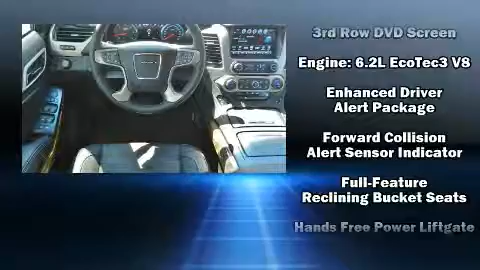 3rd Row DVD Screen
Engine: 6.2L EcoTec3 V8
Enhanced Driver
Alert Package
Forward Collision
Alert Sensor Indicator
Full-Feature
Reclining Bucket Seats
Hands Free Power Liftgate